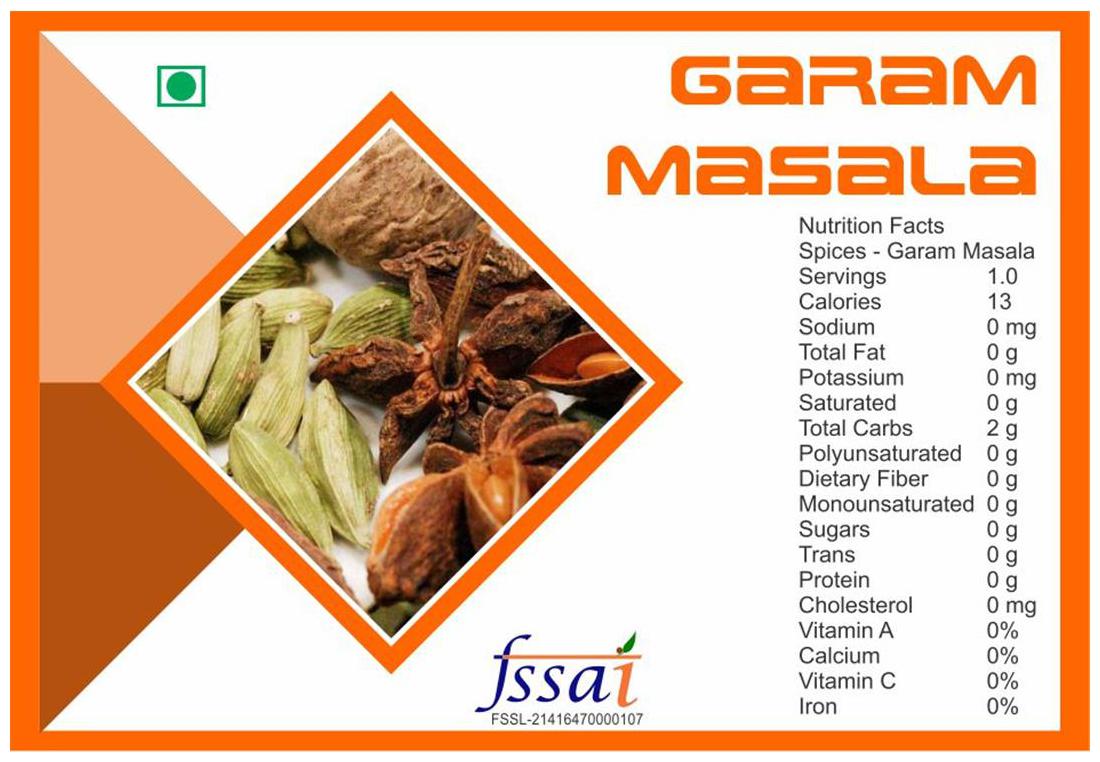 GaRaM
MaSaLa
Nutrition Facts
Spices - Garam Masala
Servings 1.0
Calories 13
Sodium 0 mg
Total Fat 0 g
Potassium 0 mg
Saturated 0 g
Total Carbs 2 g
Polyunsaturated 0 g
Dietary Fiber 0 g
Monounsaturated 0 g
Sugars 0 g
Trans 0 g
Protein 0 g
Cholesterol 0 mg
Vitamin A 0%
Calcium 0%
Vitamin C 0%
Iron 0%
fssai
FSSL-21416470000107